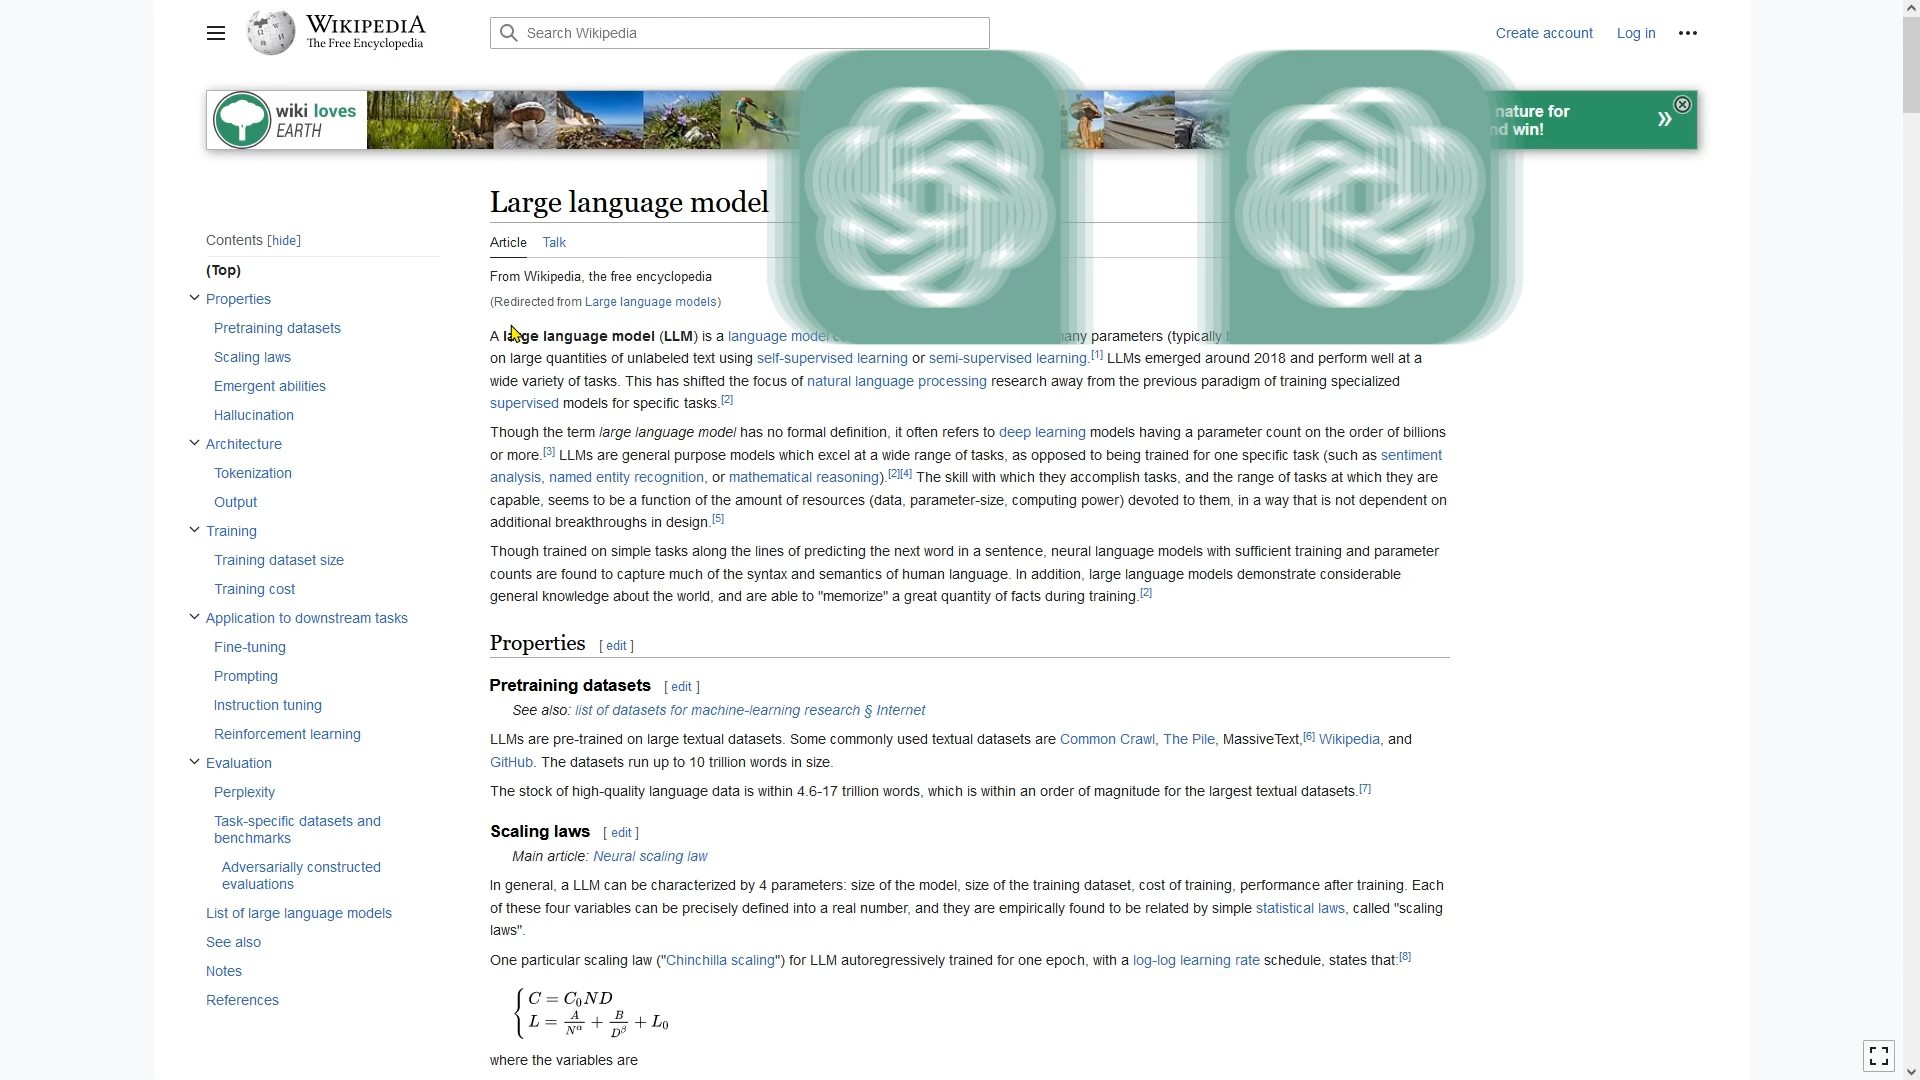 WIKIPEDIA
The Free Encyclopedia
Search Wikipedia
Create account
Log in
wiki loves
EARTH
nature for
nd win!
Large language model
Contents [hide]
(Top)
Properties
Pretraining datasets
Scaling laws
Emergent abilities
Hallucination
Architecture
Tokenization
Output
Training
Training dataset size
Training cost
Application to downstream tasks
Fine-tuning
Prompting
Instruction tuning
Reinforcement learning
Evaluation
Perplexity
Task-specific datasets and
benchmarks
Adversarially constructed
evaluations
List of large language models
See also
Notes
References
Article Talk
From Wikipedia, the free encyclopedia
(Redirected from Large language models)
A large language model (LLM) is a language model many parameters (typically
on large quantities of unlabeled text using self-supervised learning or semi-supervised learning.[1] LLMs emerged around 2018 and perform well at a
wide variety of tasks. This has shifted the focus of natural language processing research away from the previous paradigm of training specialized
supervised models for specific tasks.[2]
Though the term large language model has no formal definition, it often refers to deep learning models having a parameter count on the order of billions
or more.[3] LLMs are general purpose models which excel at a wide range of tasks, as opposed to being trained for one specific task (such as sentiment
analysis, named entity recognition, or mathematical reasoning).[2][4] The skill with which they accomplish tasks, and the range of tasks at which they are
capable, seems to be a function of the amount of resources (data, parameter-size, computing power) devoted to them, in a way that is not dependent on
additional breakthroughs in design.[5]
Though trained on simple tasks along the lines of predicting the next word in a sentence, neural language models with sufficient training and parameter
counts are found to capture much of the syntax and semantics of human language. In addition, large language models demonstrate considerable
general knowledge about the world, and are able to "memorize" a great quantity of facts during training.[2]
Properties [ edit ]
Pretraining datasets [ edit ]
See also: list of datasets for machine-learning research § Internet
LLMs are pre-trained on large textual datasets. Some commonly used textual datasets are Common Crawl, The Pile, MassiveText,[6] Wikipedia, and
GitHub. The datasets run up to 10 trillion words in size.
The stock of high-quality language data is within 4.6-17 trillion words, which is within an order of magnitude for the largest textual datasets.[7]
Scaling laws [ edit ]
Main article: Neural scaling law
In general, a LLM can be characterized by 4 parameters: size of the model, size of the training dataset, cost of training, performance after training. Each
of these four variables can be precisely defined into a real number, and they are empirically found to be related by simple statistical laws, called "scaling
laws".
One particular scaling law ("Chinchilla scaling") for LLM autoregressively trained for one epoch, with a log-log learning rate schedule, states that:[8]
C = C₀ND
L = A/N^α + B/D^β + L₀
where the variables are